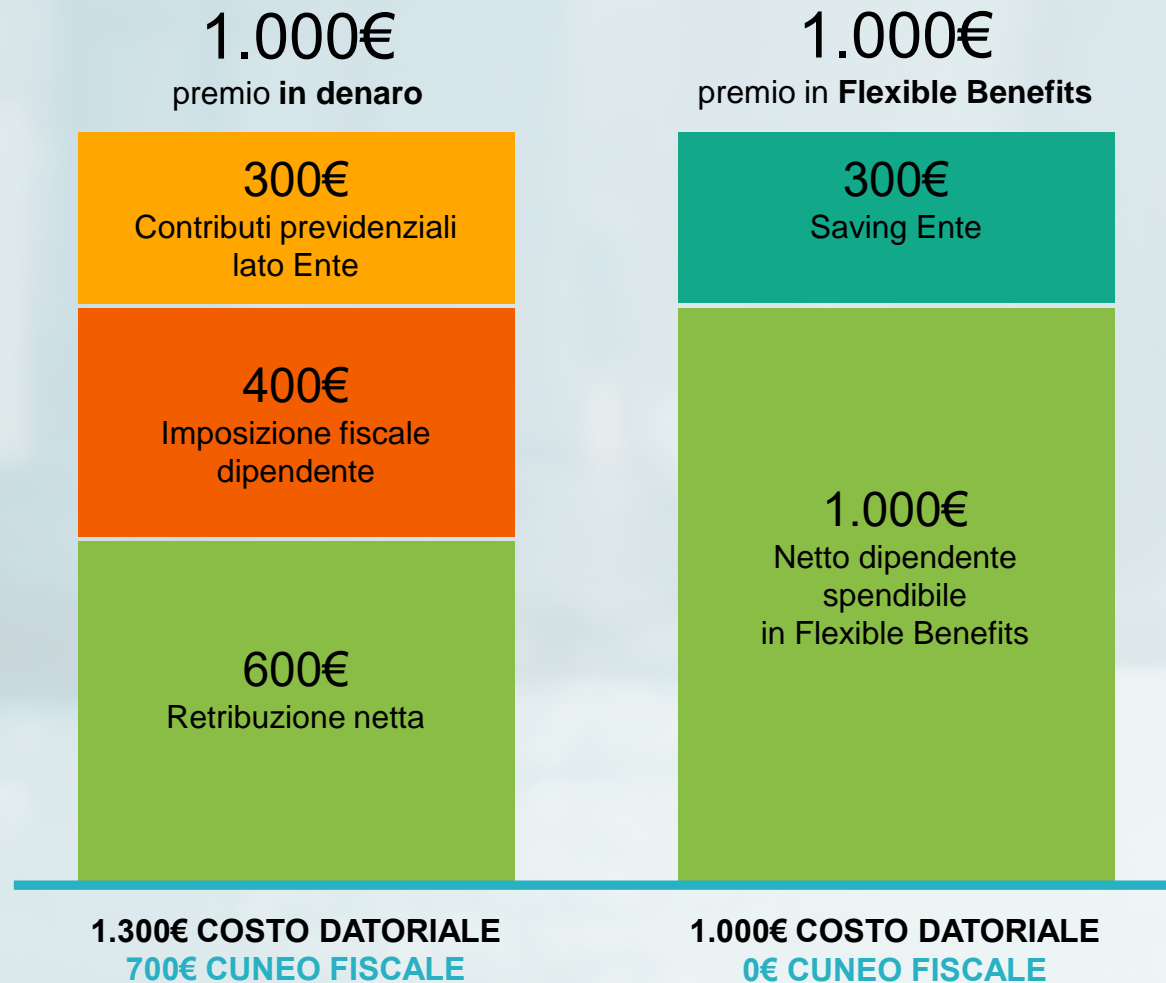 1.000€
premio in denaro
300€
Contributi previdenziali
lato Ente
400€
Imposizione fiscale
dipendente
600€
Retribuzione netta
1.300€ COSTO DATORIALE
700€ CUNEO FISCALE
1.000€
premio in Flexible Benefits
300€
Saving Ente
1.000€
Netto dipendente
spendibile
in Flexible Benefits
1.000€ COSTO DATORIALE
0€ CUNEO FISCALE